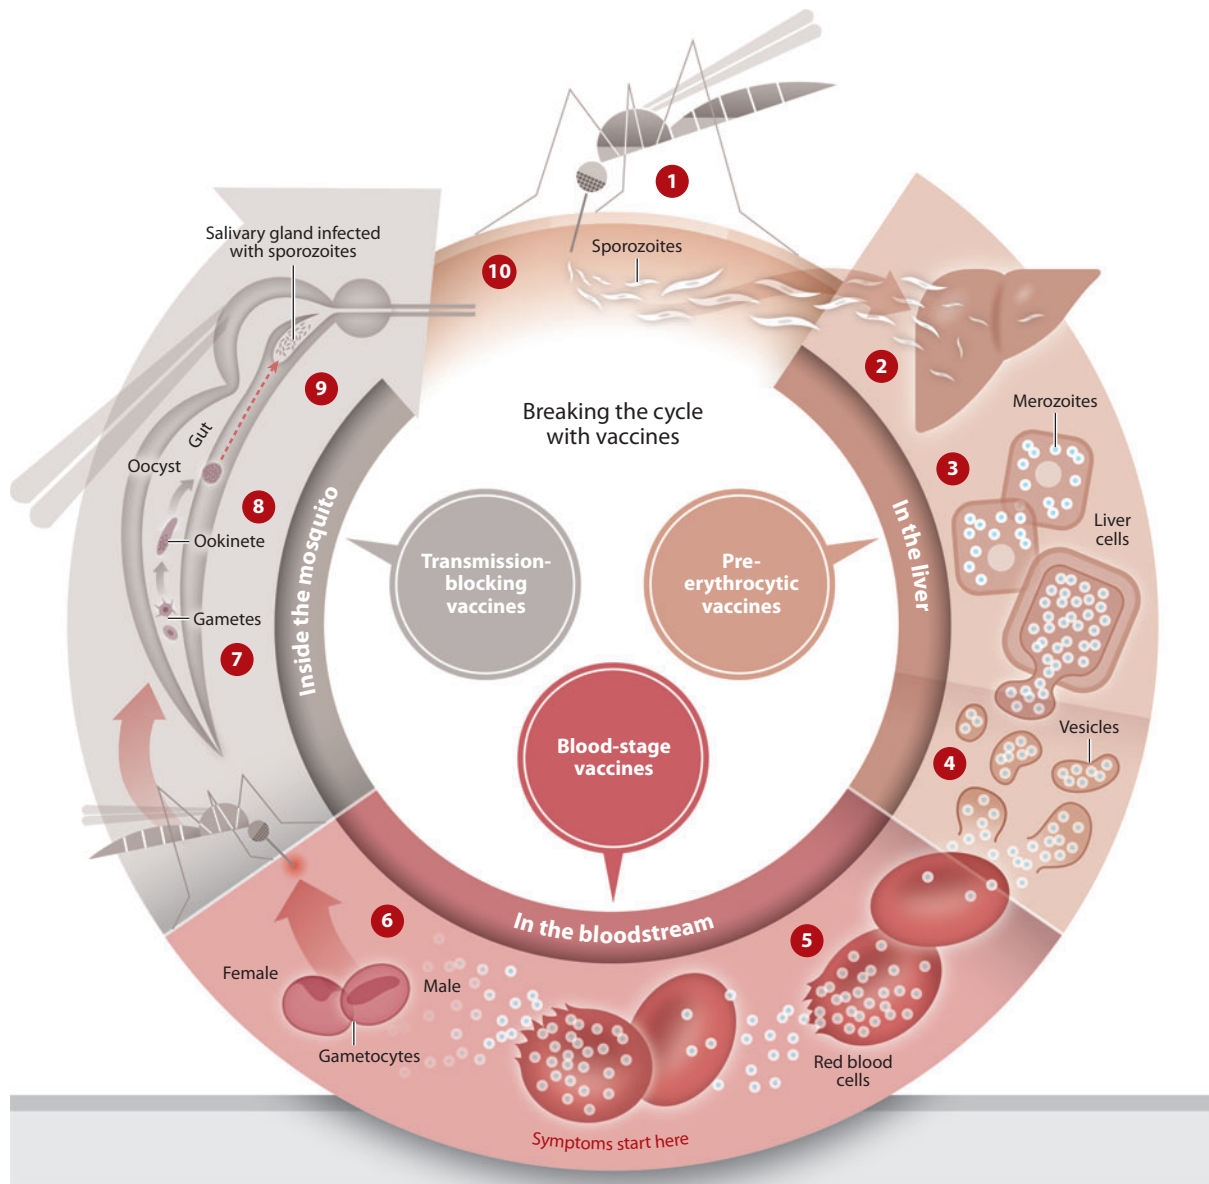 1
Salivary gland infected
with sporozoites
10
Sporozoites
2
9
Merozoites
Breaking the cycle
with vaccines
3
Gut
Oocyst
8
Liver
cells
Ookinete
Inside the mosquito
In the liver
Transmission-
blocking
vaccines
Pre-
erythrocytic
vaccines
Gametes
7
Vesicles
4
Blood-stage
vaccines
6
In the bloodstream
5
Female
Male
Gametocytes
Red blood
cells
Symptoms start here